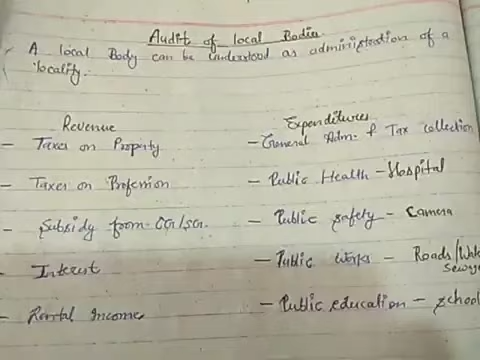 Audit of local Bodies
A local Body can be understood as administration of a
locality.
Revenue
Expenditures
- Taxes on Property
- General Adm. & Tax collection
- Taxes on Profession
- Public Health - Hospital
- Subsidy from CG/SG.
- Public safety - Camera
- Interest
- Public works - Roads/
- Rental Income
- Public education - School